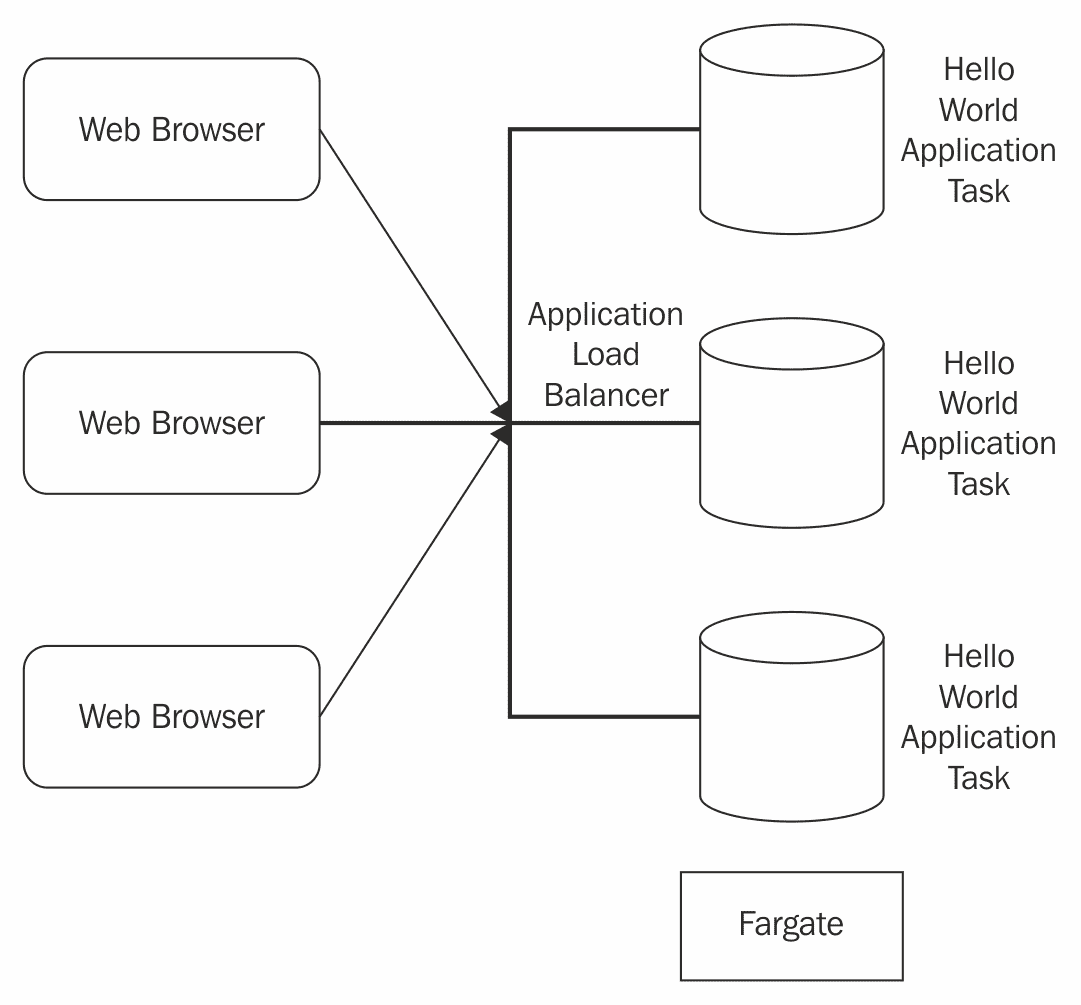 Web Browser
Hello
World
Application
Task
Application
Load
Balancer
Web Browser
Hello
World
Application
Task
Web Browser
Hello
World
Application
Task
Fargate